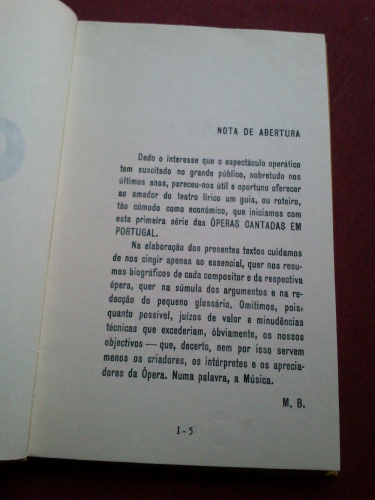 NOTA DE ABERTURA
Dado o interesse que o espectáculo operático
tem suscitado no grande público, sobretudo nos
últimos anos, pareceu-nos útil e oportuno oferecer
ao amador do teatro lírico um guia, ou roteiro,
tão cómodo como económico, que iniciamos com
esta primeira série das ÓPERAS CANTADAS EM
PORTUGAL.
Na elaboração dos presentes textos cuidamos
de nos cingir apenas ao essencial, quer nos resu-
mos biográficos de cada compositor e da respectiva
ópera, quer na súmula dos argumentos e na re-
dacção do pequeno glossário. Omitimos, pois,
quanto possível, juízos de valor e minudências
técnicas que excederiam, òbviamente, os nossos
objectivos — que, decerto, nem por isso servem
menos os criadores, os intérpretes e os aprecia-
dores da Ópera. Numa palavra, a Música.
M. B.
I - 5